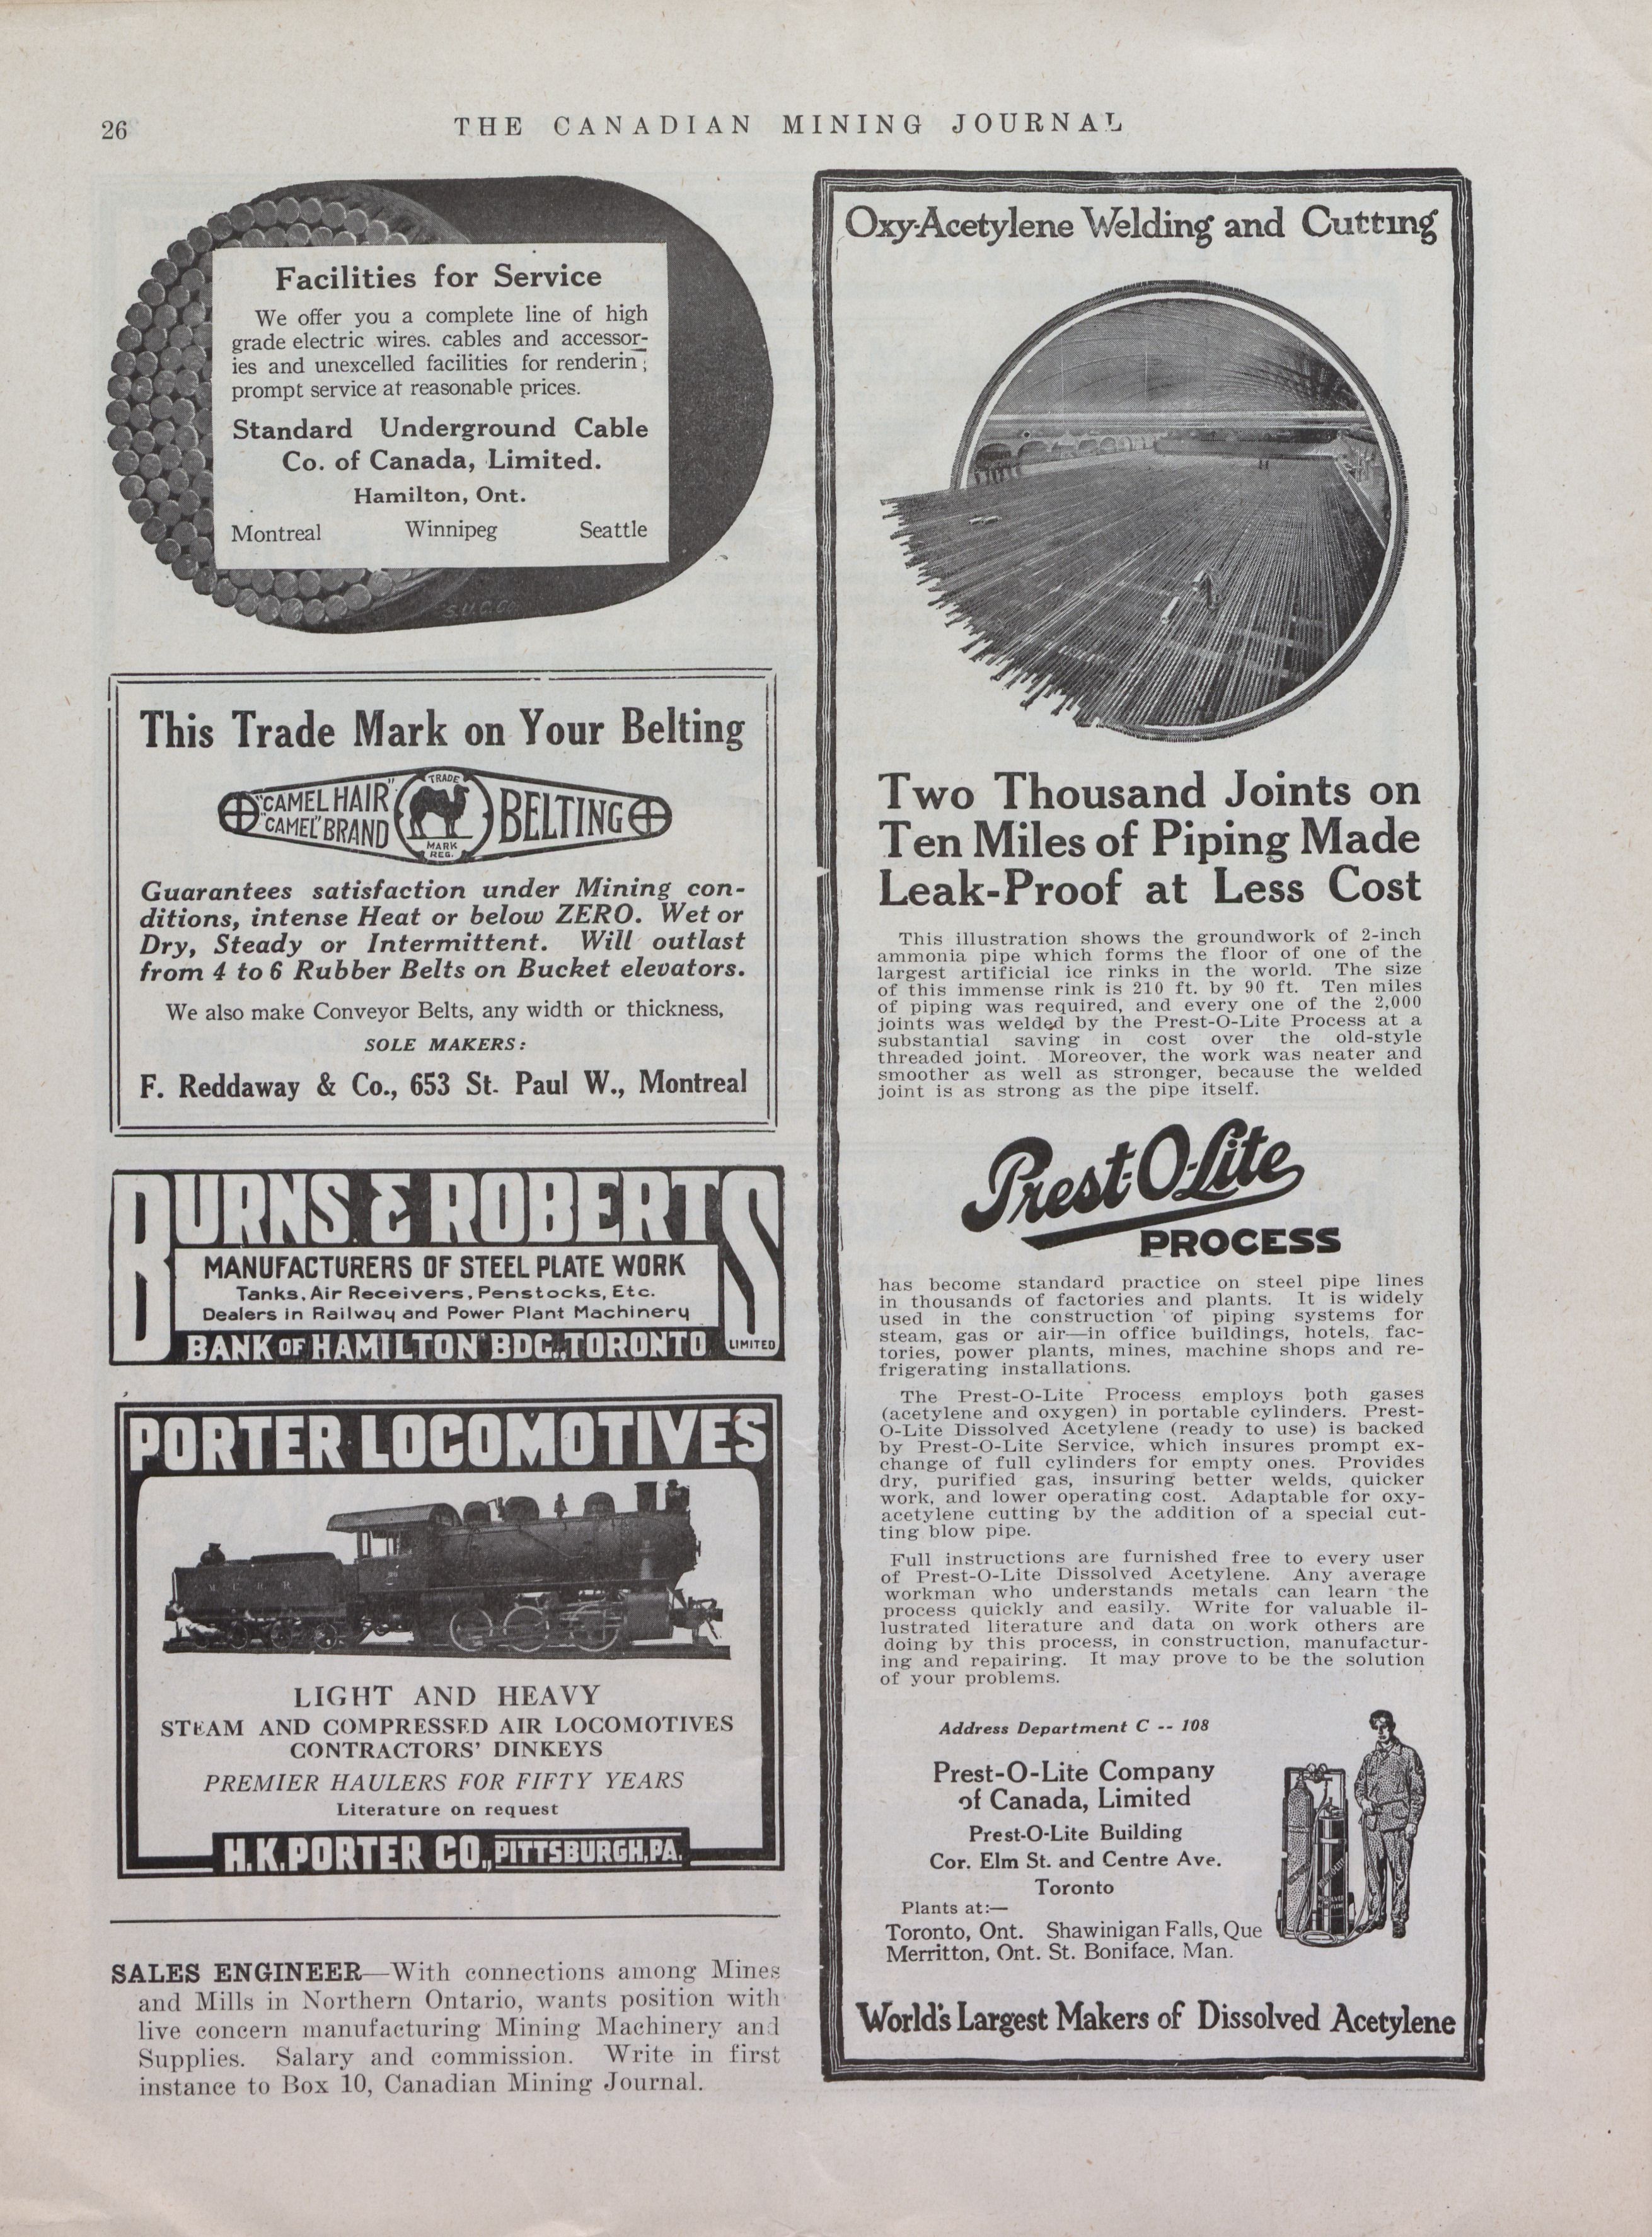 26
THE CANADIAN MINING JOURNAL
Facilities for Service
We offer you a complete line of high
grade electric wires. cables and accessor-
ies and unexcelled facilities for renderin;
prompt service at reasonable prices.
Standard Underground Cable
Co. of Canada, Limited.
Hamilton, Ont.
Montreal Winnipeg Seattle
S.U.C.Co.
This Trade Mark on Your Belting
"CAMEL HAIR"
"CAMEL" BRAND
TRADE
MARK
REG.
BELTING
Guarantees satisfaction under Mining con-
ditions, intense Heat or below ZERO. Wet or
Dry, Steady or Intermittent. Will outlast
from 4 to 6 Rubber Belts on Bucket elevators.
We also make Conveyor Belts, any width or thickness,
SOLE MAKERS:
F. Reddaway & Co., 653 St. Paul W., Montreal
BURNS & ROBERTS
MANUFACTURERS OF STEEL PLATE WORK
Tanks, Air Receivers, Penstocks, Etc.
Dealers in Railway and Power Plant Machinery
BANK OF HAMILTON BDG., TORONTO LIMITED
PORTER LOCOMOTIVES
LIGHT AND HEAVY
STEAM AND COMPRESSED AIR LOCOMOTIVES
CONTRACTORS' DINKEYS
PREMIER HAULERS FOR FIFTY YEARS
Literature on request
H.K. PORTER CO., PITTSBURGH, PA.
SALES ENGINEER—With connections among Mines
and Mills in Northern Ontario, wants position with
live concern manufacturing Mining Machinery and
Supplies. Salary and commission. Write in first
instance to Box 10, Canadian Mining Journal.
Oxy-Acetylene Welding and Cutting
Two Thousand Joints on
Ten Miles of Piping Made
Leak-Proof at Less Cost
This illustration shows the groundwork of 2-inch
ammonia pipe which forms the floor of one of the
largest artificial ice rinks in the world. The size
of this immense rink is 210 ft. by 90 ft. Ten miles
of piping was required, and every one of the 2,000
joints was welded by the Prest-O-Lite Process at a
substantial saving in cost over the old-style
threaded joint. Moreover, the work was neater and
smoother as well as stronger, because the welded
joint is as strong as the pipe itself.
Prest-O-Lite
PROCESS
has become standard practice on steel pipe lines
in thousands of factories and plants. It is widely
used in the construction of piping systems for
steam, gas or air—in office buildings, hotels, fac-
tories, power plants, mines, machine shops and re-
frigerating installations.
The Prest-O-Lite Process employs both gases
(acetylene and oxygen) in portable cylinders. Prest-
O-Lite Dissolved Acetylene (ready to use) is backed
by Prest-O-Lite Service, which insures prompt ex-
change of full cylinders for empty ones. Provides
dry, purified gas, insuring better welds, quicker
work, and lower operating cost. Adaptable for oxy-
acetylene cutting by the addition of a special cut-
ting blow pipe.
Full instructions are furnished free to every user
of Prest-O-Lite Dissolved Acetylene. Any average
workman who understands metals can learn the
process quickly and easily. Write for valuable il-
lustrated literature and data on work others are
doing by this process, in construction, manufactur-
ing and repairing. It may prove to be the solution
of your problems.
Address Department C -- 108
Prest-O-Lite Company
of Canada, Limited
Prest-O-Lite Building
Cor. Elm St. and Centre Ave.
Toronto
Plants at:—
Toronto, Ont. Shawinigan Falls, Que
Merritton, Ont. St. Boniface, Man.
World's Largest Makers of Dissolved Acetylene